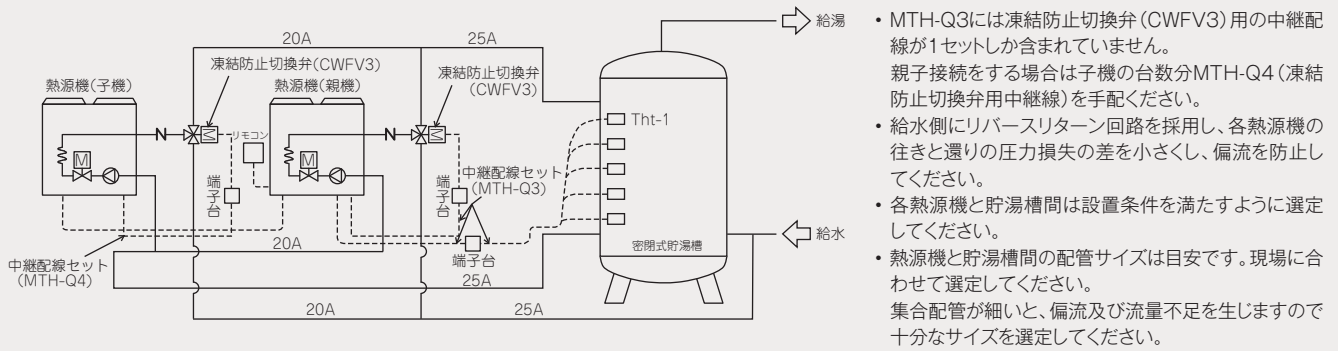 20A
25A
給湯
凍結防止切換弁(CWFV3)
凍結防止切換弁
(CWFV3)
熱源機(子機)
熱源機(親機)
リモコン
Tht-1
M
M
M
M
端子台
端子台
中継配線セット
(MTH-Q3)
給水
密閉式貯湯槽
20A
端子台
中継配線セット
(MTH-Q4)
25A
20A
25A
• MTH-Q3には凍結防止切換弁(CWFV3)用の中継配
線が1セットしか含まれていません。
親子接続をする場合は子機の台数分MTH-Q4(凍結
防止切換弁用中継線)を手配ください。
• 給水側にリバースリターン回路を採用し、各熱源機の
往きと還りの圧力損失の差を小さくし、偏流を防止し
てください。
• 各熱源機と貯湯槽間は設置条件を満たすように選定
してください。
• 熱源機と貯湯槽間の配管サイズは目安です。現場に合
わせて選定してください。
集合配管が細いと、偏流及び流量不足を生じますので
十分なサイズを選定してください。